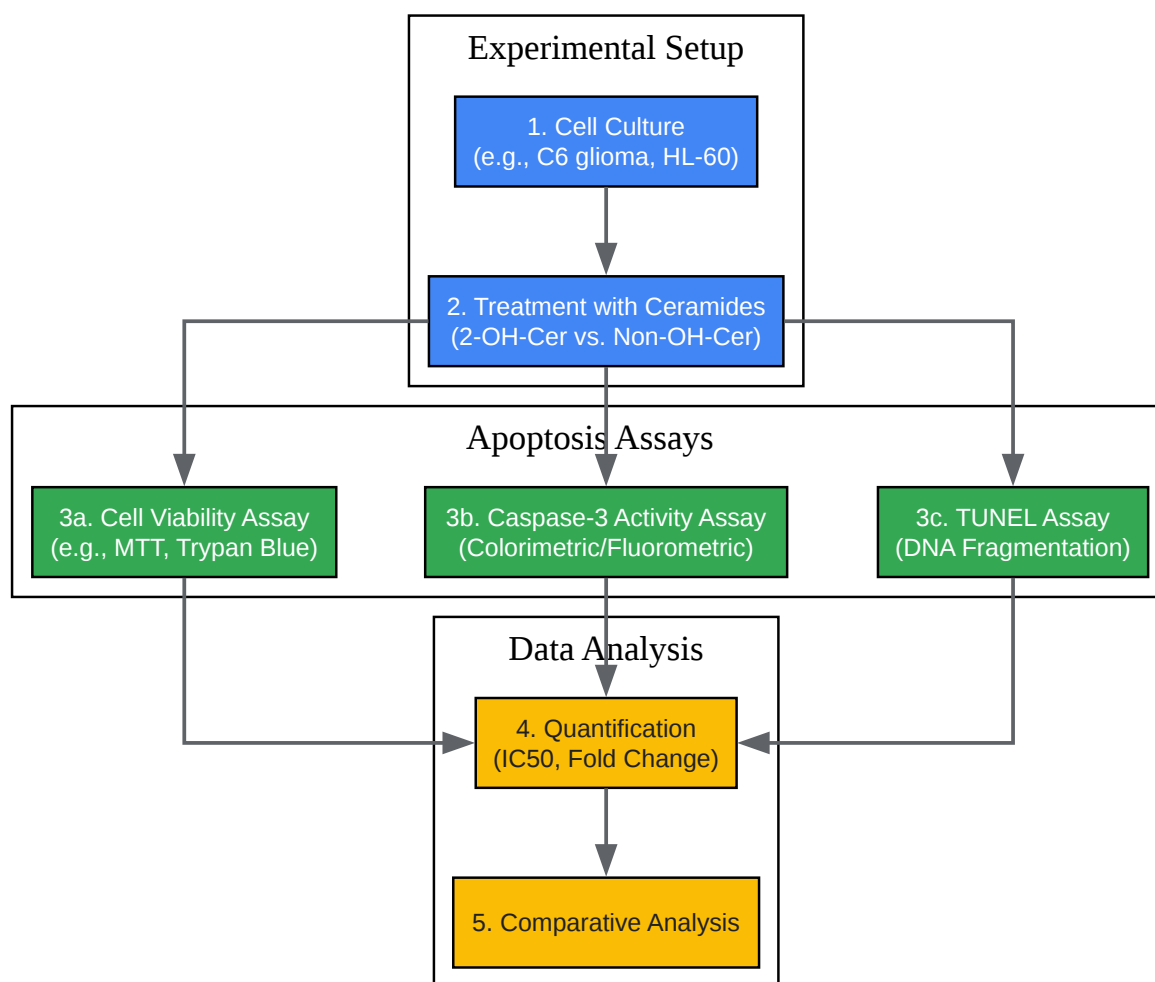 Experimental Setup
1. Cell Culture
(e.g., C6 glioma, HL-60)
2. Treatment with Ceramides
(2-OH-Cer vs. Non-OH-Cer)
Apoptosis Assays
3a. Cell Viability Assay
(e.g., MTT, Trypan Blue)
3b. Caspase-3 Activity Assay
(Colorimetric/Fluorometric)
3c. TUNEL Assay
(DNA Fragmentation)
Data Analysis
4. Quantification
(IC50, Fold Change)
5. Comparative Analysis